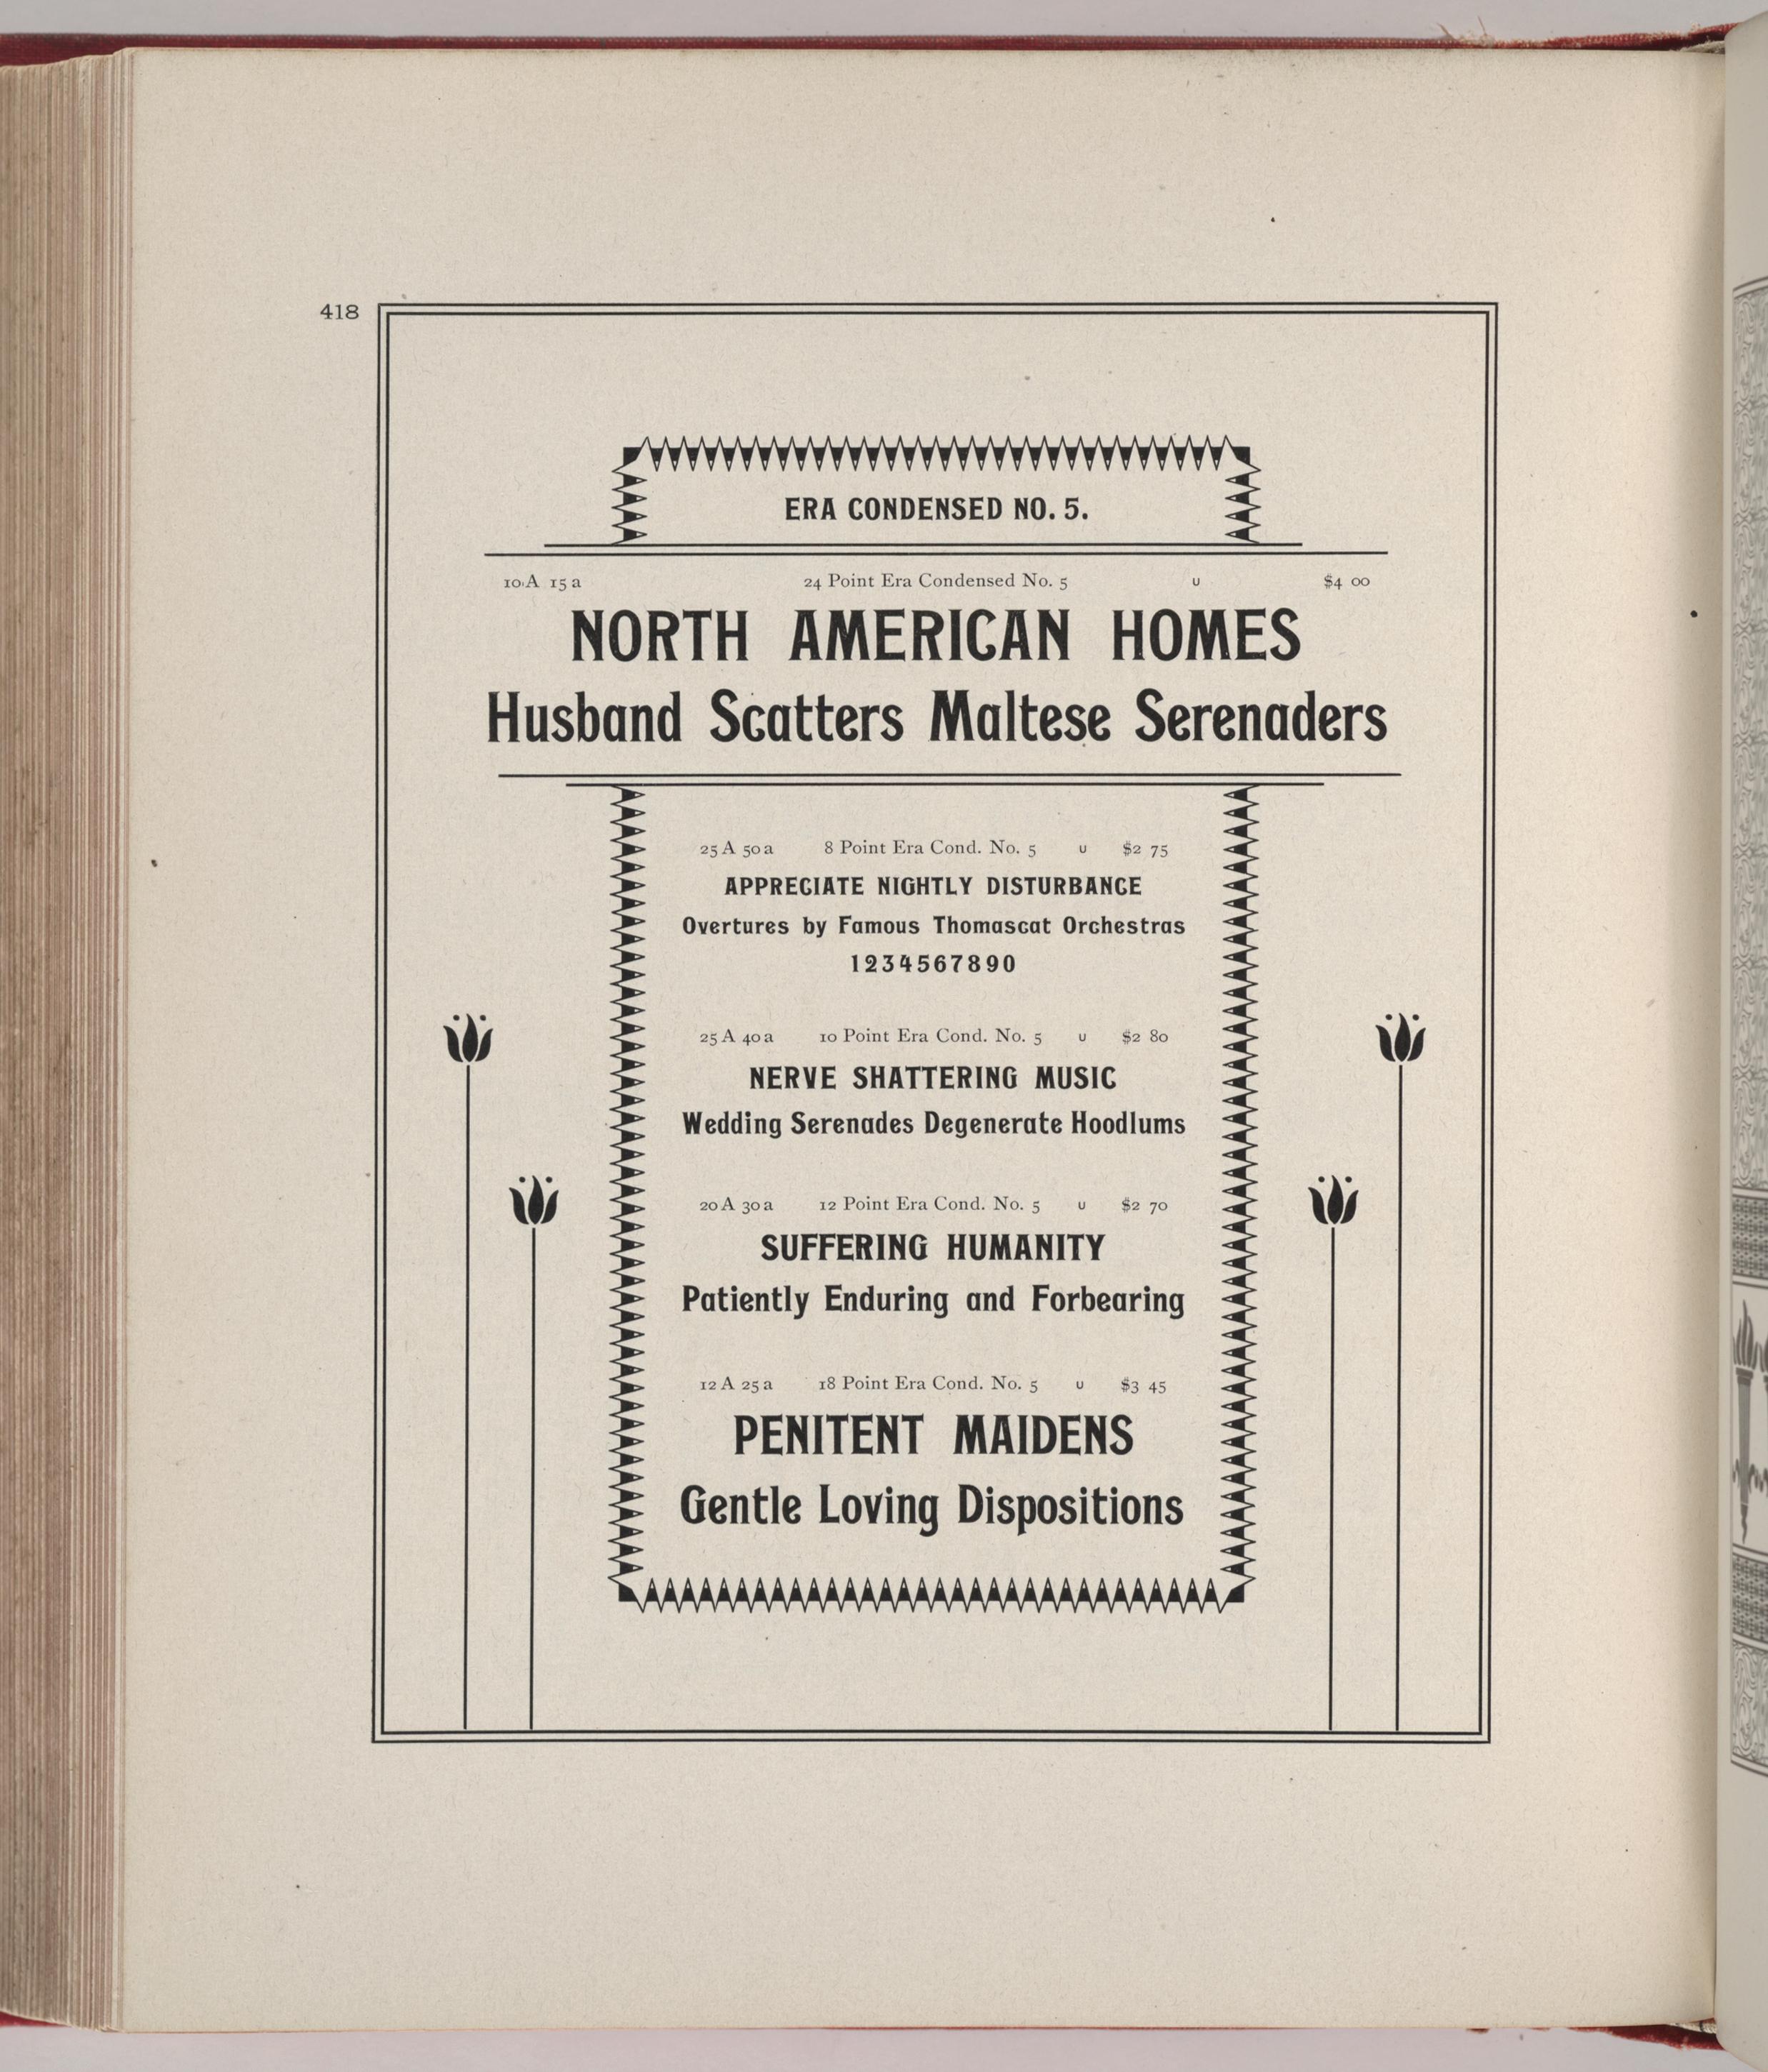 418
ERA CONDENSED NO. 5.
10 A 15 a 24 Point Era Condensed No. 5 u $4 00
NORTH AMERICAN HOMES
Husband Scatters Maltese Serenaders
25 A 50 a 8 Point Era Cond. No. 5 u $2 75
APPRECIATE NIGHTLY DISTURBANCE
Overtures by Famous Thomascat Orchestras
1234567890
25 A 40 a 10 Point Era Cond. No. 5 u $2 80
NERVE SHATTERING MUSIC
Wedding Serenades Degenerate Hoodlums
20 A 30 a 12 Point Era Cond. No. 5 u $2 70
SUFFERING HUMANITY
Patiently Enduring and Forbearing
12 A 25 a 18 Point Era Cond. No. 5 u $3 45
PENITENT MAIDENS
Gentle Loving Dispositions